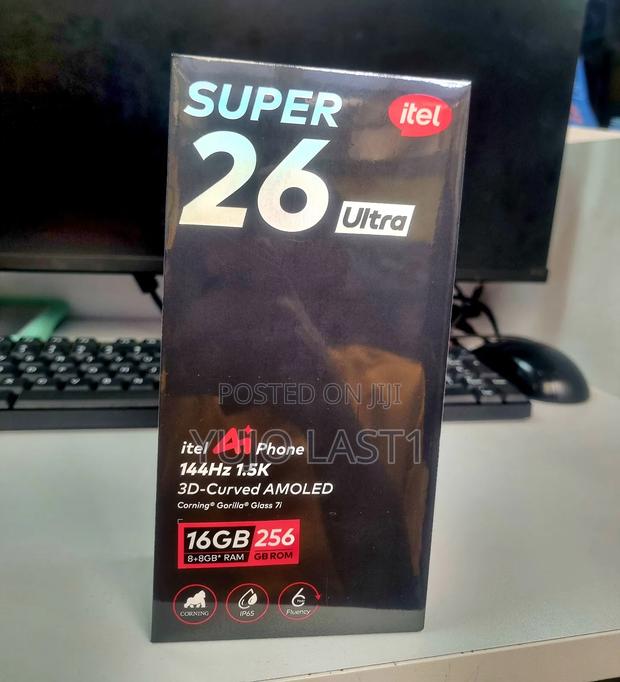 SUPER
itel
26
Ultra
POSTED ON JIJI
YUJO LAST1
itel Ai Phone
144Hz 1.5K
3D-Curved AMOLED
Corning® Gorilla® Glass 7i
16GB 256
8+8GB* RAM GB ROM
CORNING IP65 6 Fluency